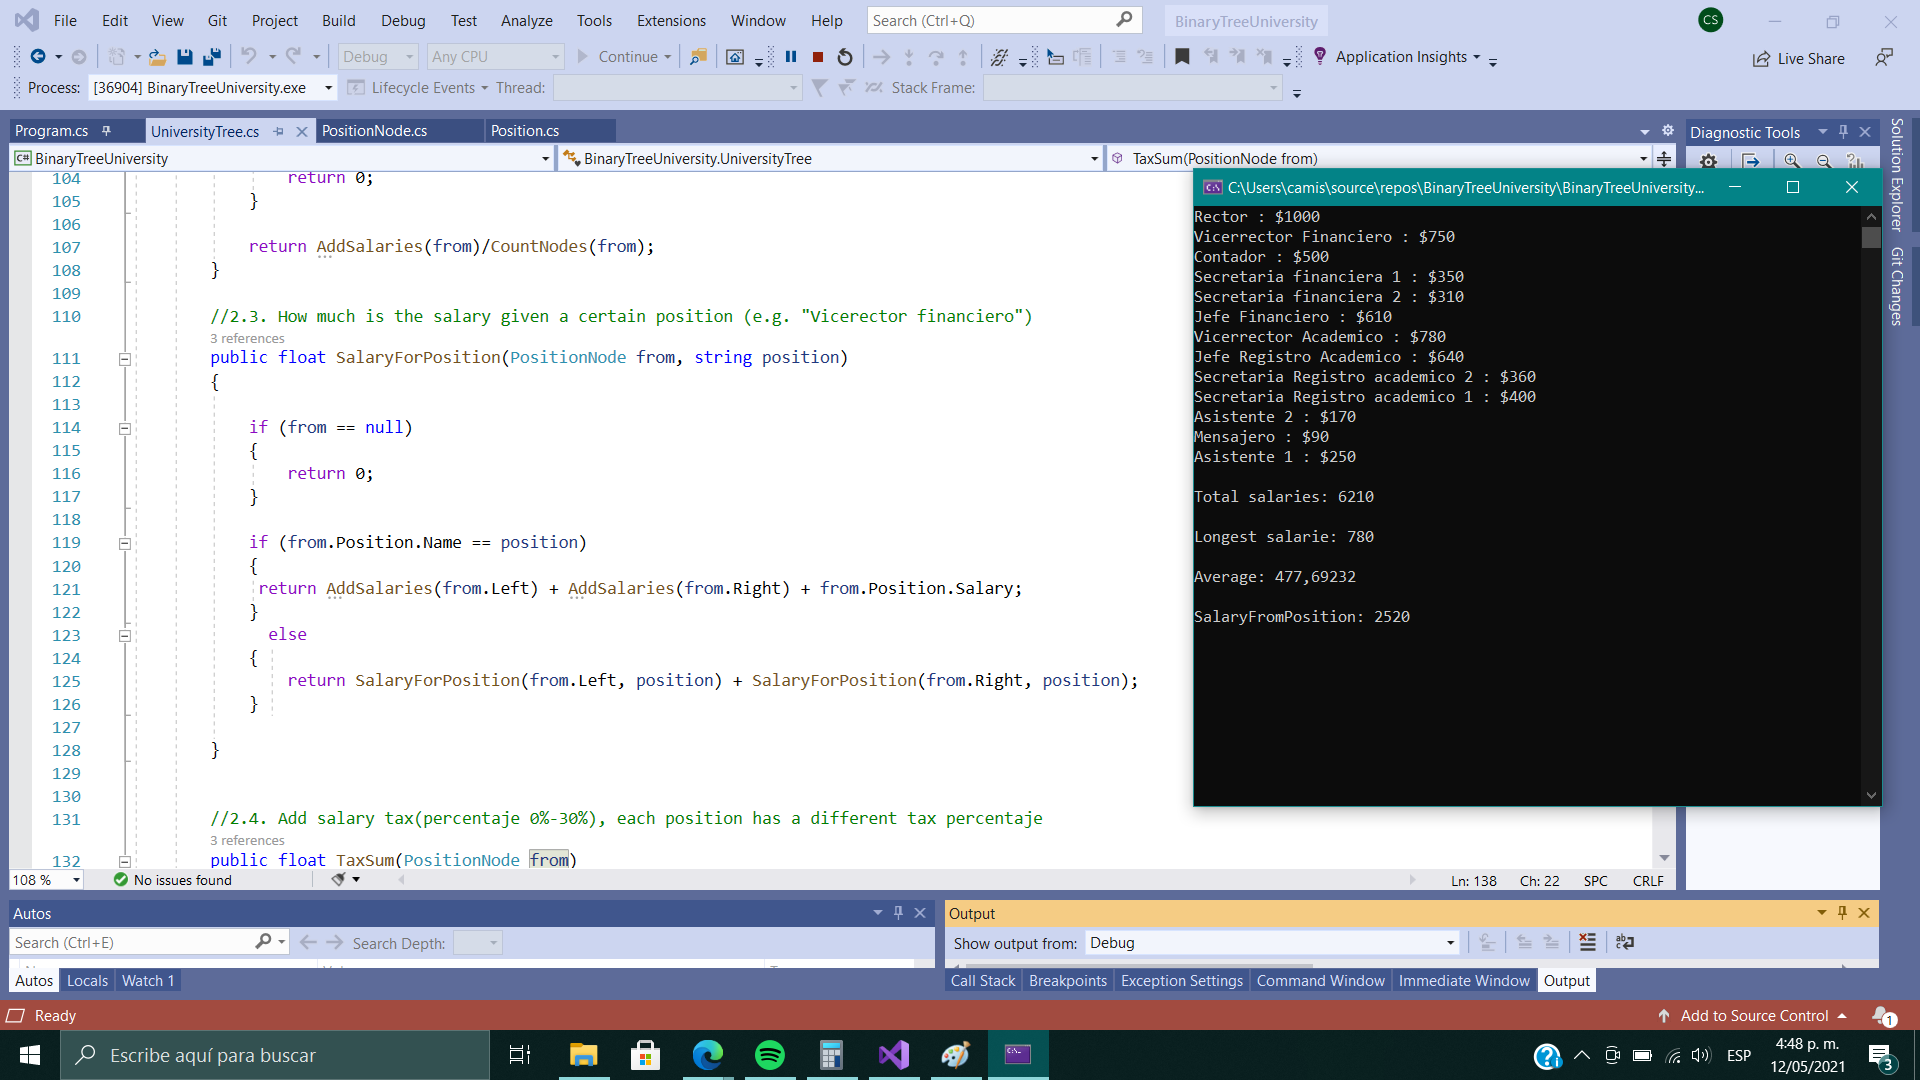 File Edit View Git Project Build Debug Test Analyze Tools Extensions Window Help Search (Ctrl+Q) BinaryTreeUniversity CS
Debug Any CPU Continue Application Insights Live Share
Process: [36904] BinaryTreeUniversity.exe Lifecycle Events Thread: Stack Frame:
Program.cs UniversityTree.cs PositionNode.cs Position.cs
BinaryTreeUniversity BinaryTreeUniversity.UniversityTree TaxSum(PositionNode from)
104 return 0;
105 }
106
107 return AddSalaries(from)/CountNodes(from);
108 }
109
110 //2.3. How much is the salary given a certain position (e.g. "Vicerector financiero")
3 references
111 public float SalaryForPosition(PositionNode from, string position)
112 {
113
114 if (from == null)
115 {
116 return 0;
117 }
118
119 if (from.Position.Name == position)
120 {
121 return AddSalaries(from.Left) + AddSalaries(from.Right) + from.Position.Salary;
122 }
123 else
124 {
125 return SalaryForPosition(from.Left, position) + SalaryForPosition(from.Right, position);
126 }
127
128 }
129
130
131 //2.4. Add salary tax(percentaje 0%-30%), each position has a different tax percentaje
3 references
132 public float TaxSum(PositionNode from)
108 % No issues found Ln: 138 Ch: 22 SPC CRLF
Diagnostic Tools
Solution Explorer
Git Changes
C:\Users\camis\source\repos\BinaryTreeUniversity\BinaryTreeUniversity...
Rector : $1000
Vicerrector Financiero : $750
Contador : $500
Secretaria financiera 1 : $350
Secretaria financiera 2 : $310
Jefe Financiero : $610
Vicerrector Academico : $780
Jefe Registro Academico : $640
Secretaria Registro academico 2 : $360
Secretaria Registro academico 1 : $400
Asistente 2 : $170
Mensajero : $90
Asistente 1 : $250
Total salaries: 6210
Longest salarie: 780
Average: 477,69232
SalaryFromPosition: 2520
Autos
Search (Ctrl+E) Search Depth:
Autos Locals Watch 1
Output
Show output from: Debug
Call Stack Breakpoints Exception Settings Command Window Immediate Window Output
Ready Add to Source Control 1
Escribe aquí para buscar
ESP 4:48 p. m.
12/05/2021 3